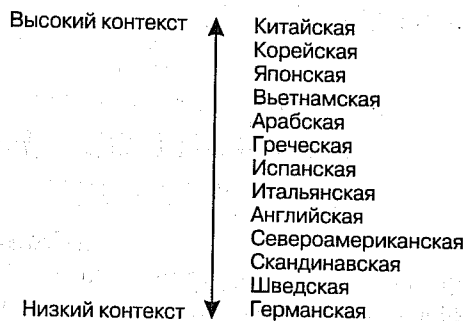 Высокий контекст
Китайская
Корейская
Японская
Вьетнамская
Арабская
Греческая
Испанская
Итальянская
Английская
Североамериканская
Скандинавская
Шведская
Низкий контекст
Германская